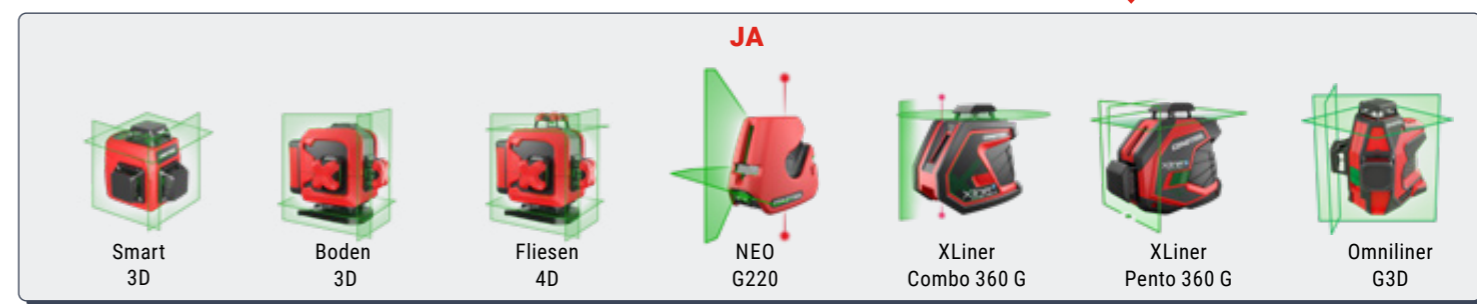 JA
Smart
3D
Boden
3D
Fliesen
4D
NEO
G220
XLiner
Combo 360 G
XLiner
Pento 360 G
Omniliner
G3D